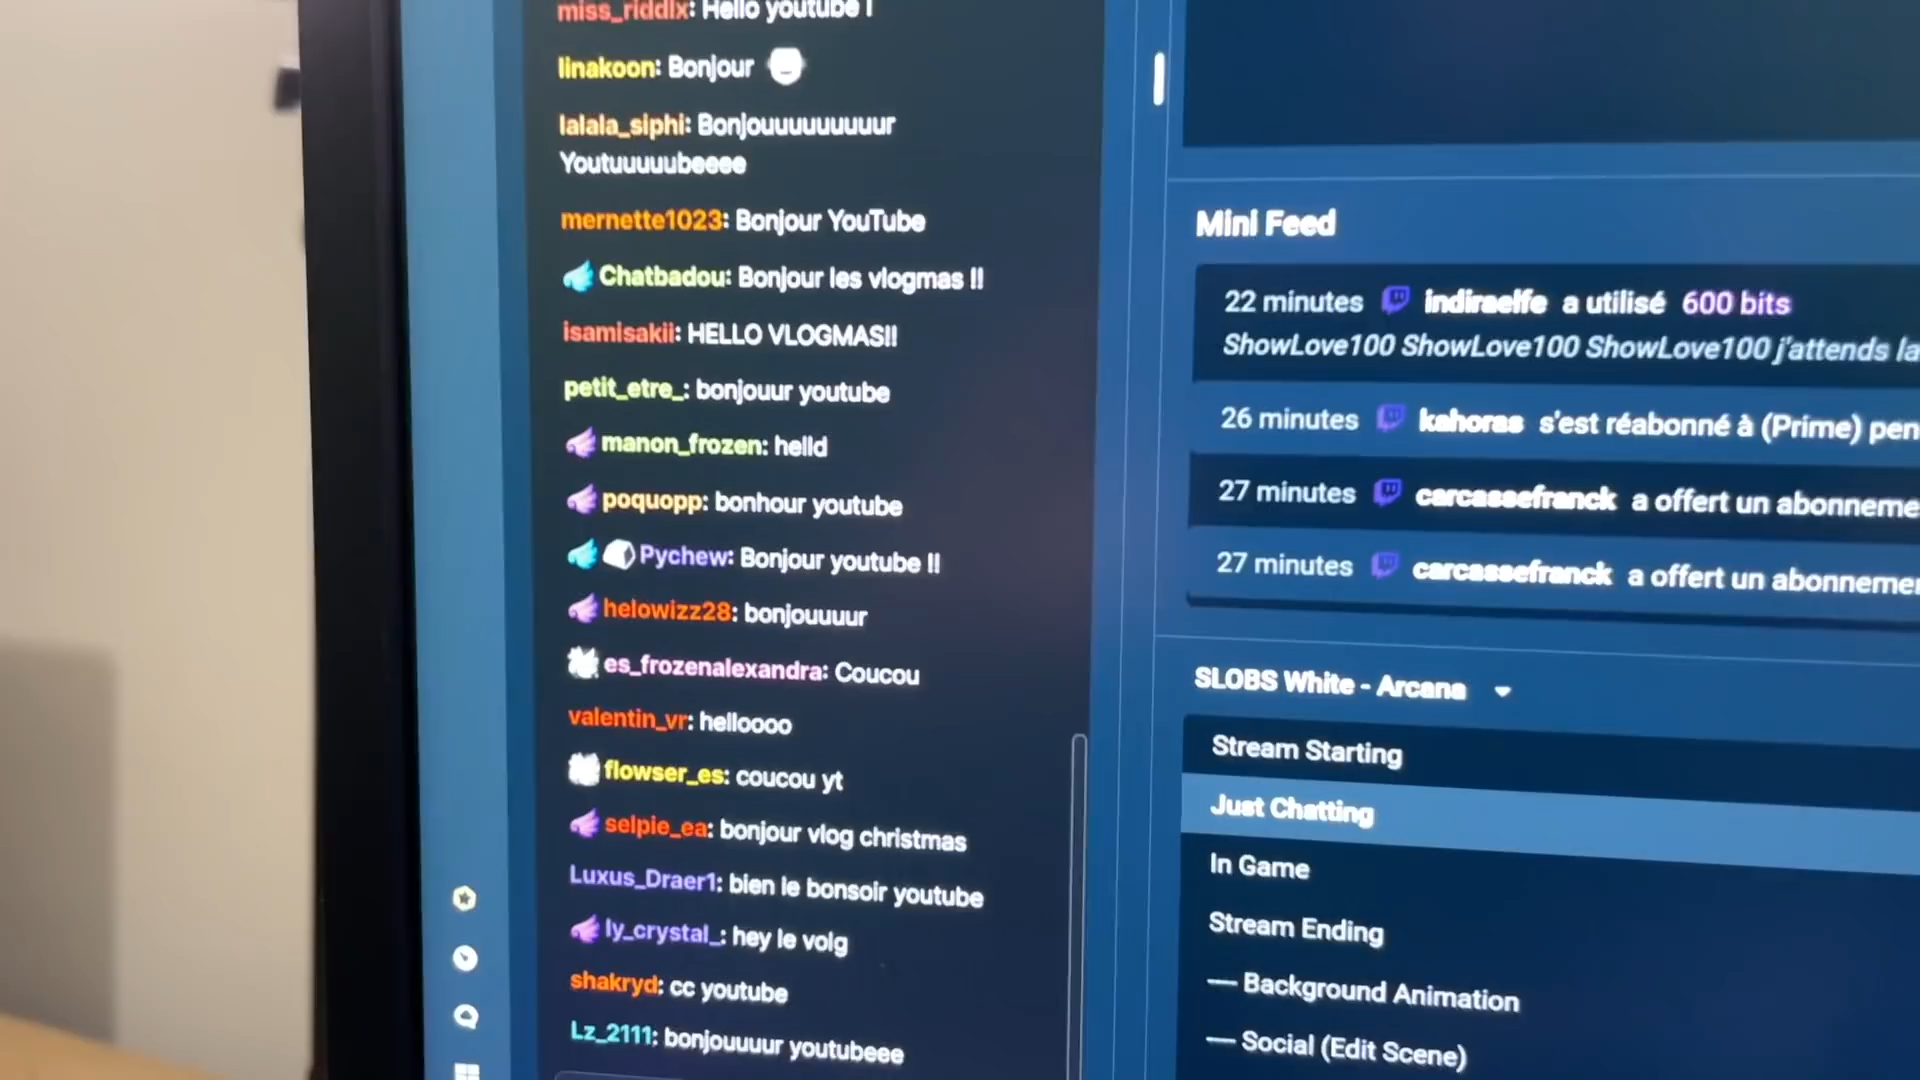 miss_riddlx: Hello youtube !
linakoon: Bonjour
lalala_siphi: Bonjouuuuuuuuuur
Youtuuuuubeeee
mernette1023: Bonjour YouTube
Chatbadou: Bonjour les vlogmas !!
isamisakii: HELLO VLOGMAS!!
petit_etre_: bonjouur youtube
manon_frozen: helld
poquopp: bonhour youtube
Pychew: Bonjour youtube !!
helowizz28: bonjouuuur
es_frozenalexandra: Coucou
valentin_vr: helloooo
flowser_es: coucou yt
selpie_ea: bonjour vlog christmas
Luxus_Draer1: bien le bonsoir youtube
ly_crystal_: hey le volg
shakryd: cc youtube
Lz_2111: bonjouuuur youtubeee
Mini Feed
22 minutes indiraelfe a utilisé 600 bits
ShowLove100 ShowLove100 ShowLove100 j'attends la
26 minutes kahoras s'est réabonné à (Prime) pen
27 minutes carcassefranck a offert un abonneme
27 minutes carcassefranck a offert un abonnemer
SLOBS White - Arcana
Stream Starting
Just Chatting
In Game
Stream Ending
— Background Animation
— Social (Edit Scene)